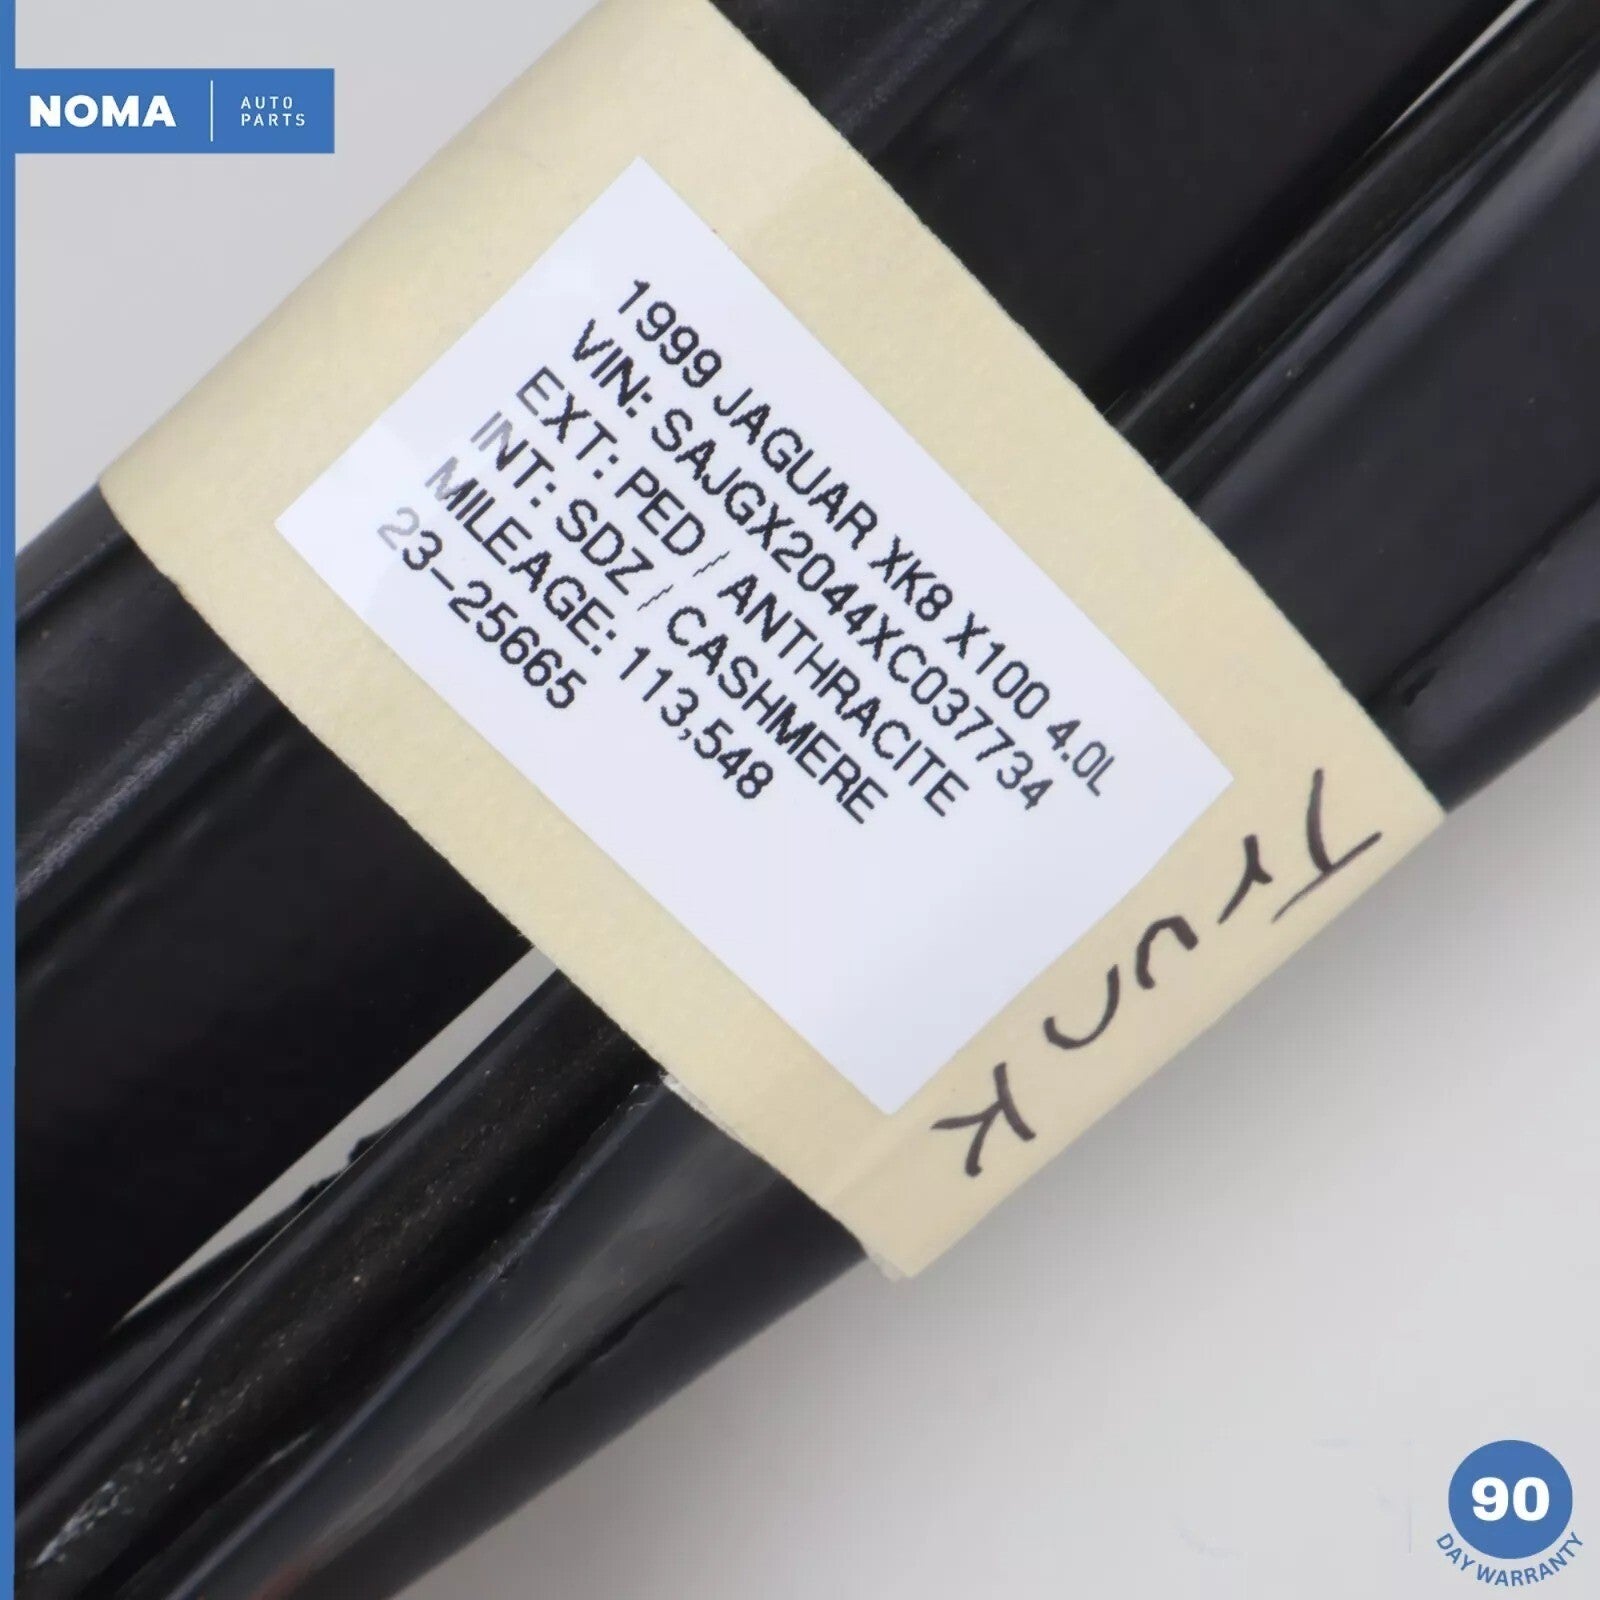 NOMA
AUTO
PARTS
1999 JAGUAR XK8 X100 4.0L
VIN: SAJGX2044XC037734
EXT: PED / ANTHRACITE
INT: SDZ / CASHMERE
MILEAGE: 113,548
23-25665
Trunk
90
DAY WARRANTY